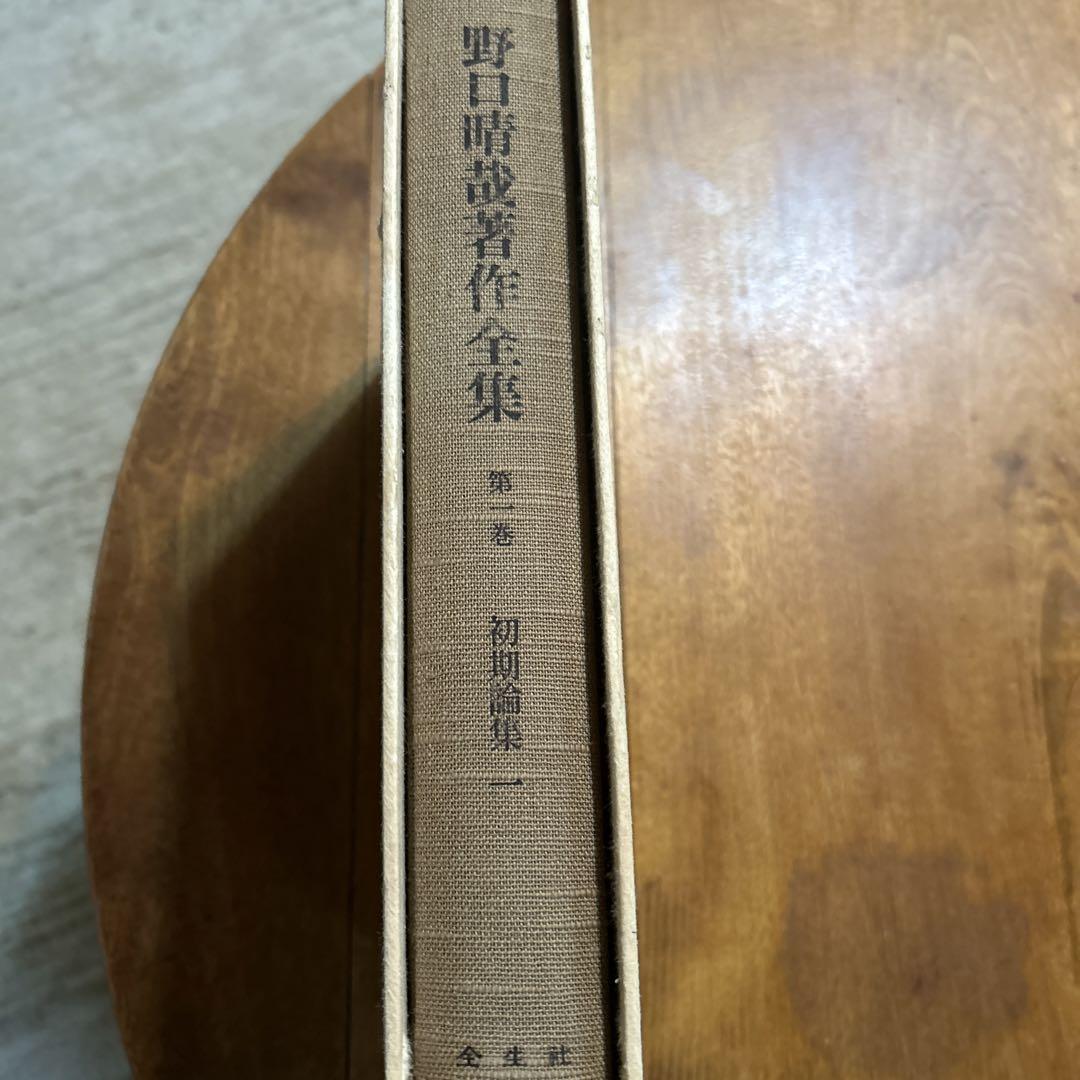 野口晴哉著作全集
第一巻
初期論集 一
全生社